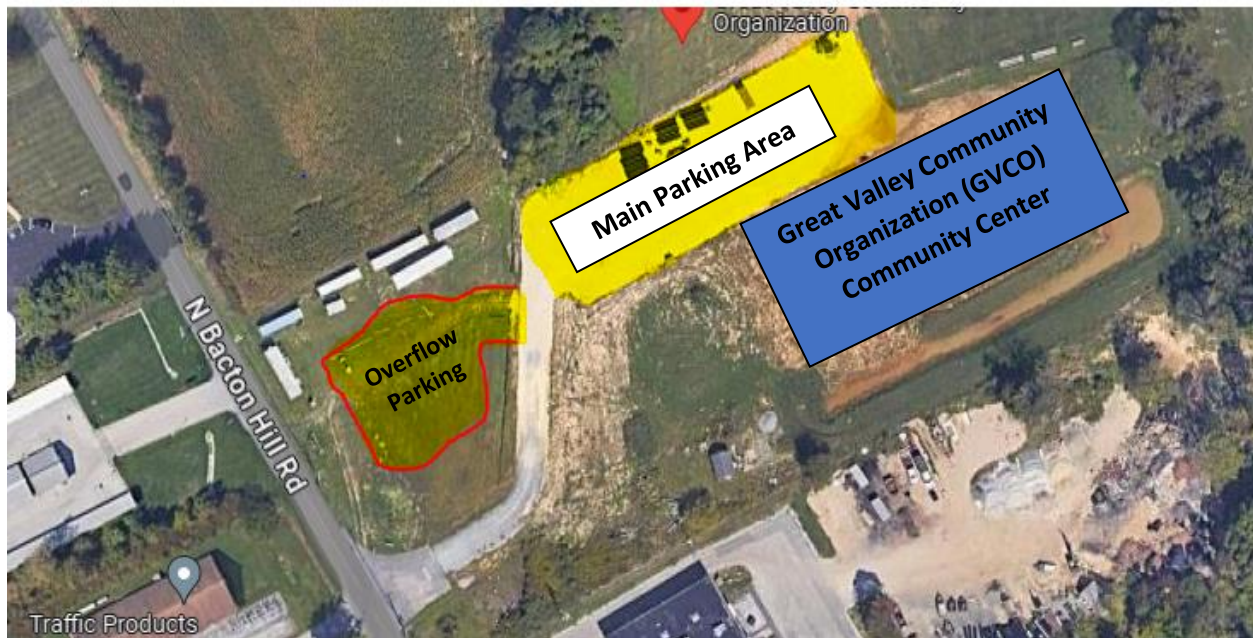 Organization
Main Parking Area
Great Valley Community
Organization (GVCO)
Community Center
Overflow
Parking
N Bacton Hill Rd
Traffic Products